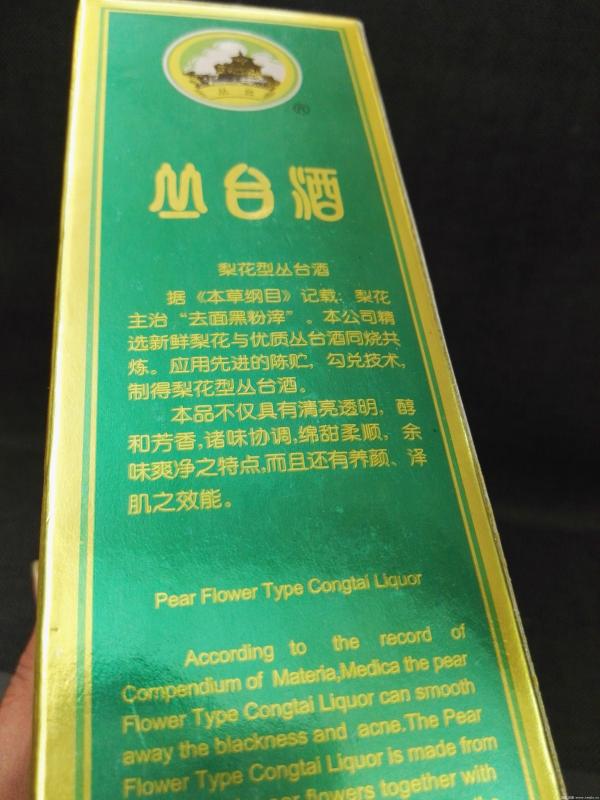 丛台
®
丛台酒
梨花型丛台酒
据《本草纲目》记载：梨花
主治“去面黑粉滓”。本公司精
选新鲜梨花与优质丛台酒同烧共
炼。应用先进的陈贮，勾兑技术，
制得梨花型丛台酒。
本品不仅具有清亮透明，醇
和芳香,诸味协调,绵甜柔顺，余
味爽净之特点,而且还有养颜、泽
肌之效能。
Pear Flower Type Congtai Liquor
According to the record of
Compendium of Materia,Medica the pear
Flower Type Congtai Liquor can smooth
away the blackness and acne.The Pear
Flower Type Congtai Liquor is made from
flowers together with